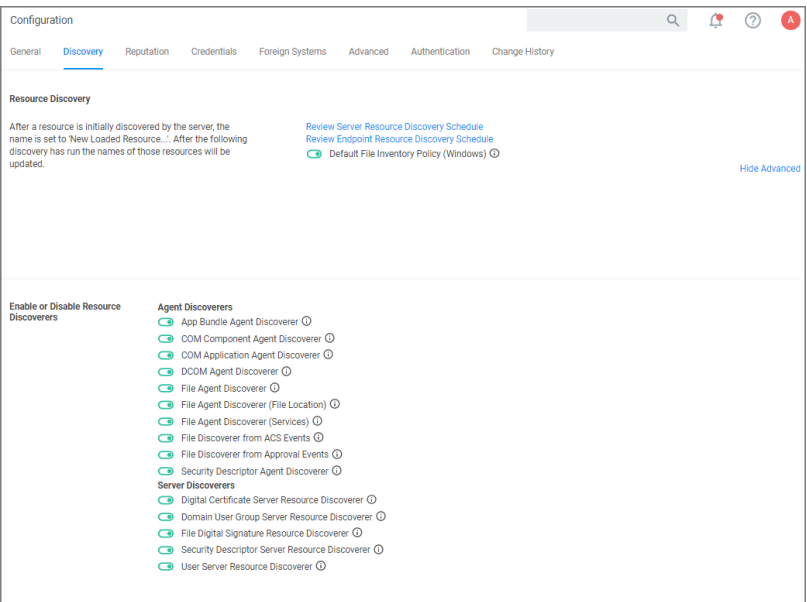 Configuration
A
General Discovery Reputation Credentials Foreign Systems Advanced Authentication Change History
Resource Discovery
After a resource is initially discovered by the server, the
name is set to 'New Loaded Resource...'. After the following
discovery has run the names of those resources will be
updated.
Review Server Resource Discovery Schedule
Review Endpoint Resource Discovery Schedule
Default File Inventory Policy (Windows)
Hide Advanced
Enable or Disable Resource
Discoverers
Agent Discoverers
App Bundle Agent Discoverer
COM Component Agent Discoverer
COM Application Agent Discoverer
DCOM Agent Discoverer
File Agent Discoverer
File Agent Discoverer (File Location)
File Agent Discoverer (Services)
File Discoverer from ACS Events
File Discoverer from Approval Events
Security Descriptor Agent Discoverer
Server Discoverers
Digital Certificate Server Resource Discoverer
Domain User Group Server Resource Discoverer
File Digital Signature Resource Discoverer
Security Descriptor Server Resource Discoverer
User Server Resource Discoverer